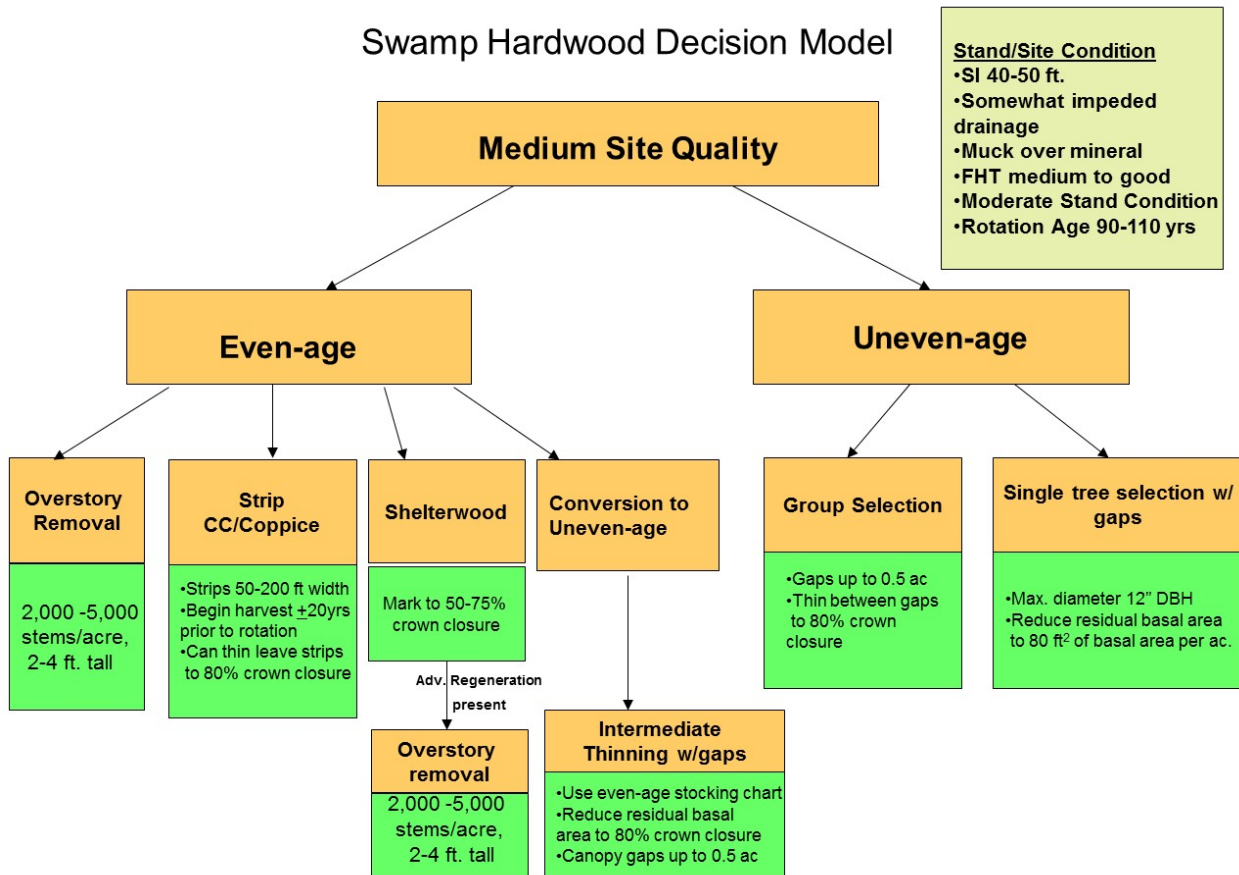 Swamp Hardwood Decision Model
Stand/Site Condition
•SI 40-50 ft.
•Somewhat impeded
drainage
•Muck over mineral
•FHT medium to good
•Moderate Stand Condition
•Rotation Age 90-110 yrs
Medium Site Quality
Even-age
Uneven-age
Overstory
Removal
2,000 -5,000
stems/acre,
2-4 ft. tall
Strip
CC/Coppice
•Strips 50-200 ft width
•Begin harvest ±20yrs
prior to rotation
•Can thin leave strips
to 80% crown closure
Shelterwood
Mark to 50-75%
crown closure
Adv. Regeneration
present
Overstory
removal
2,000 -5,000
stems/acre,
2-4 ft. tall
Conversion to
Uneven-age
Intermediate
Thinning w/gaps
•Use even-age stocking chart
•Reduce residual basal
area to 80% crown closure
•Canopy gaps up to 0.5 ac
Group Selection
•Gaps up to 0.5 ac
•Thin between gaps
to 80% crown
closure
Single tree selection w/
gaps
•Max. diameter 12” DBH
•Reduce residual basal area
to 80 ft² of basal area per ac.